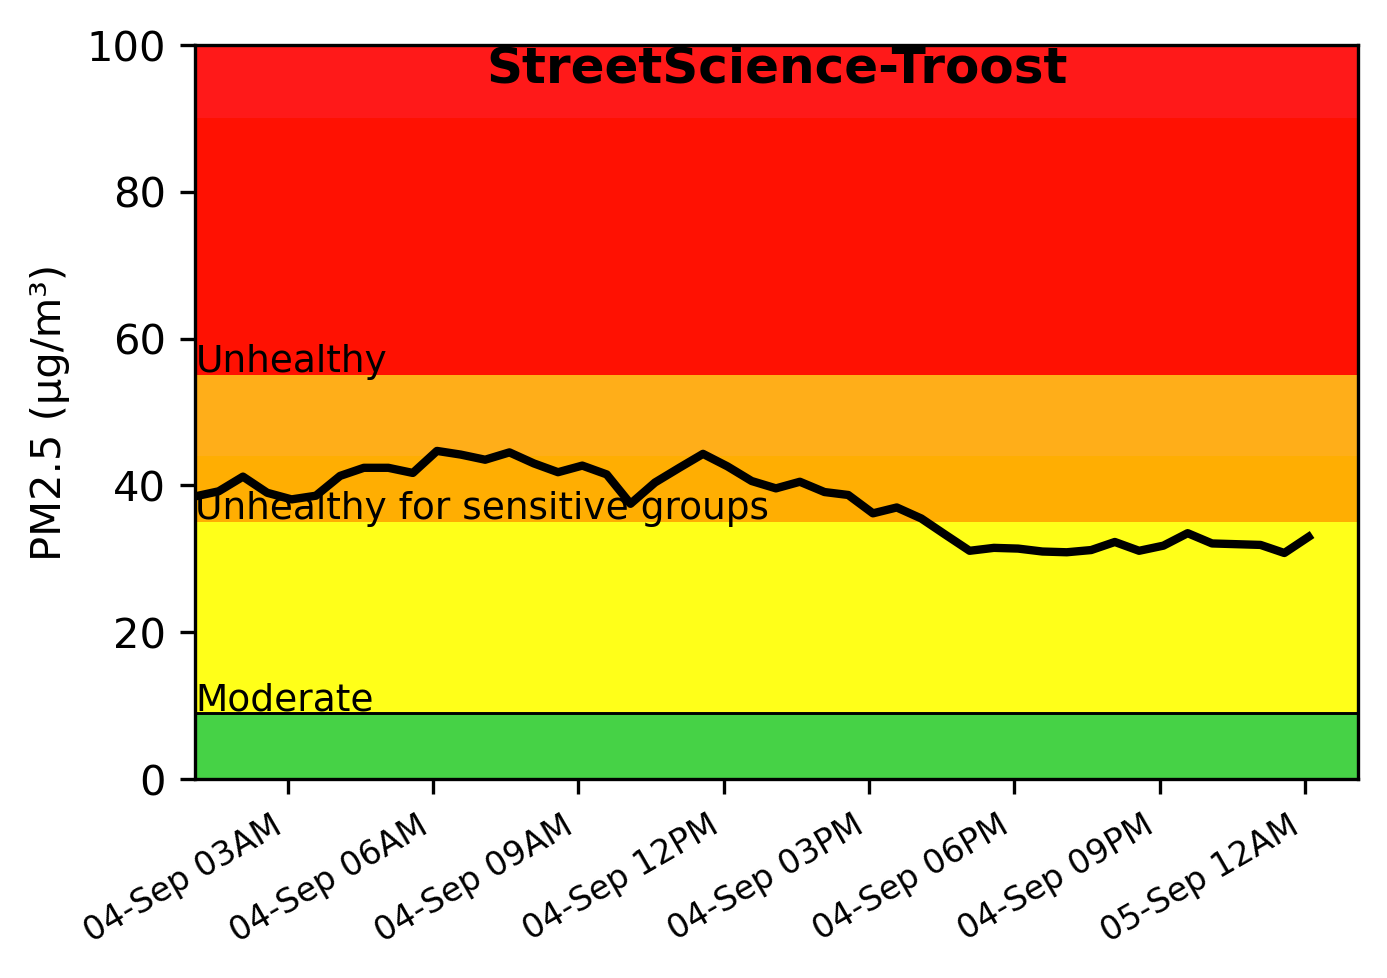 StreetScience-Troost
PM2.5 (µg/m³)
100
80
60
40
20
0
Unhealthy
Unhealthy for sensitive groups
Moderate
04-Sep 03AM
04-Sep 06AM
04-Sep 09AM
04-Sep 12PM
04-Sep 03PM
04-Sep 06PM
04-Sep 09PM
05-Sep 12AM